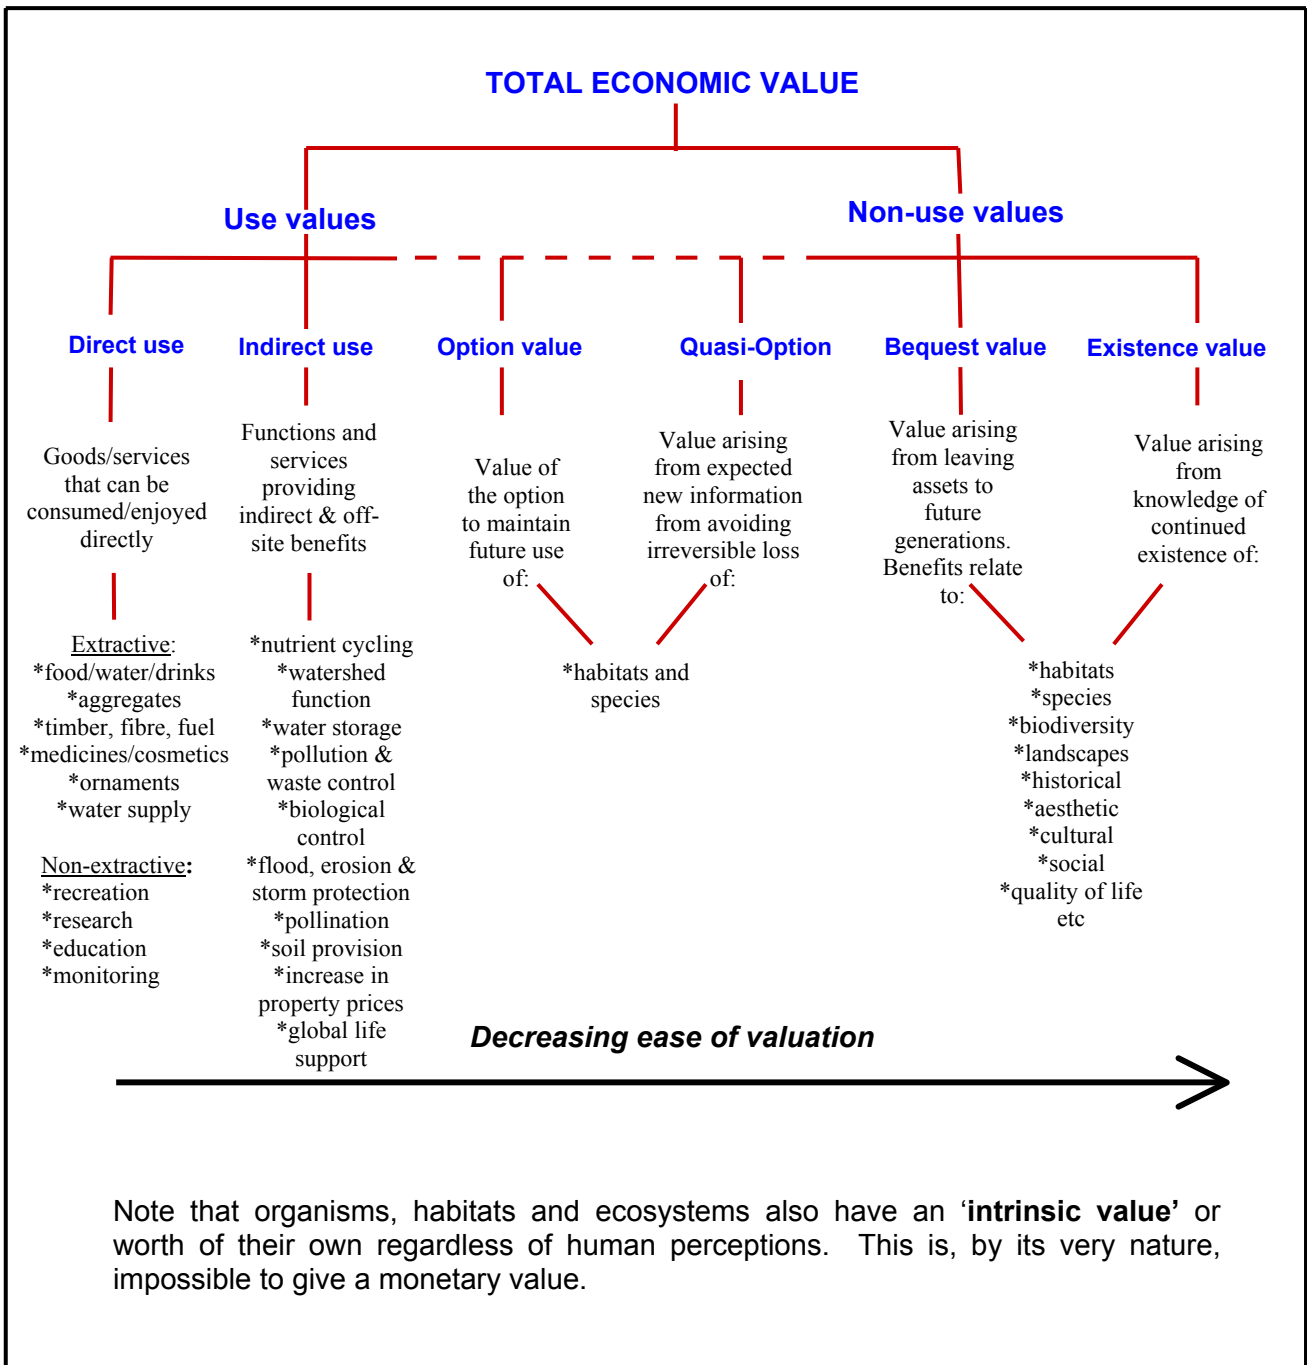 TOTAL ECONOMIC VALUE
Use values
Non-use values
Direct use
Indirect use
Option value
Quasi-Option
Bequest value
Existence value
Goods/services
that can be
consumed/enjoyed
directly
Functions and
services
providing
indirect & off-
site benefits
Value of
the option
to maintain
future use
of:
Value arising
from expected
new information
from avoiding
irreversible loss
of:
Value arising
from leaving
assets to
future
generations.
Benefits relate
to:
Value arising
from
knowledge of
continued
existence of:
Extractive:
*food/water/drinks
*aggregates
*timber, fibre, fuel
*medicines/cosmetics
*ornaments
*water supply
Non-extractive:
*recreation
*research
*education
*monitoring
*nutrient cycling
*watershed
function
*water storage
*pollution &
waste control
*biological
control
*flood, erosion &
storm protection
*pollination
*soil provision
*increase in
property prices
*global life
support
*habitats and
species
*habitats
*species
*biodiversity
*landscapes
*historical
*aesthetic
*cultural
*social
*quality of life
etc
Decreasing ease of valuation
Note that organisms, habitats and ecosystems also have an ‘intrinsic value’ or
worth of their own regardless of human perceptions. This is, by its very nature,
impossible to give a monetary value.